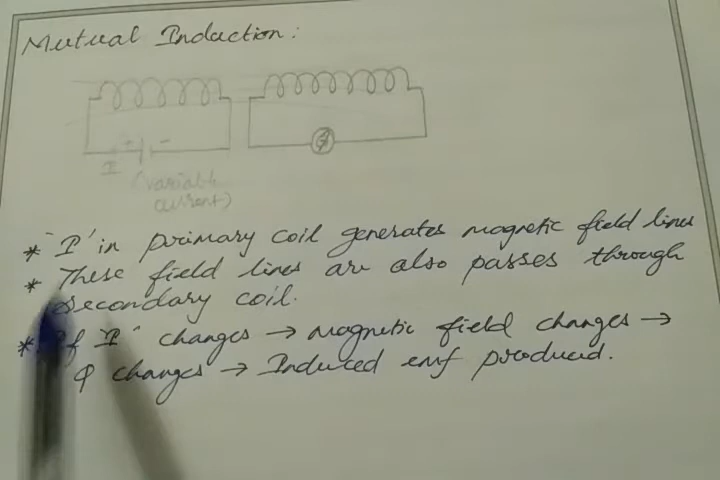 Mutual Induction:
+ -
I
(variable
current)
G
* 'I' in primary coil generates magnetic field lines
* These field lines are also passes through
secondary coil.
* If 'I' changes → magnetic field changes →
φ changes → Induced emf produced.